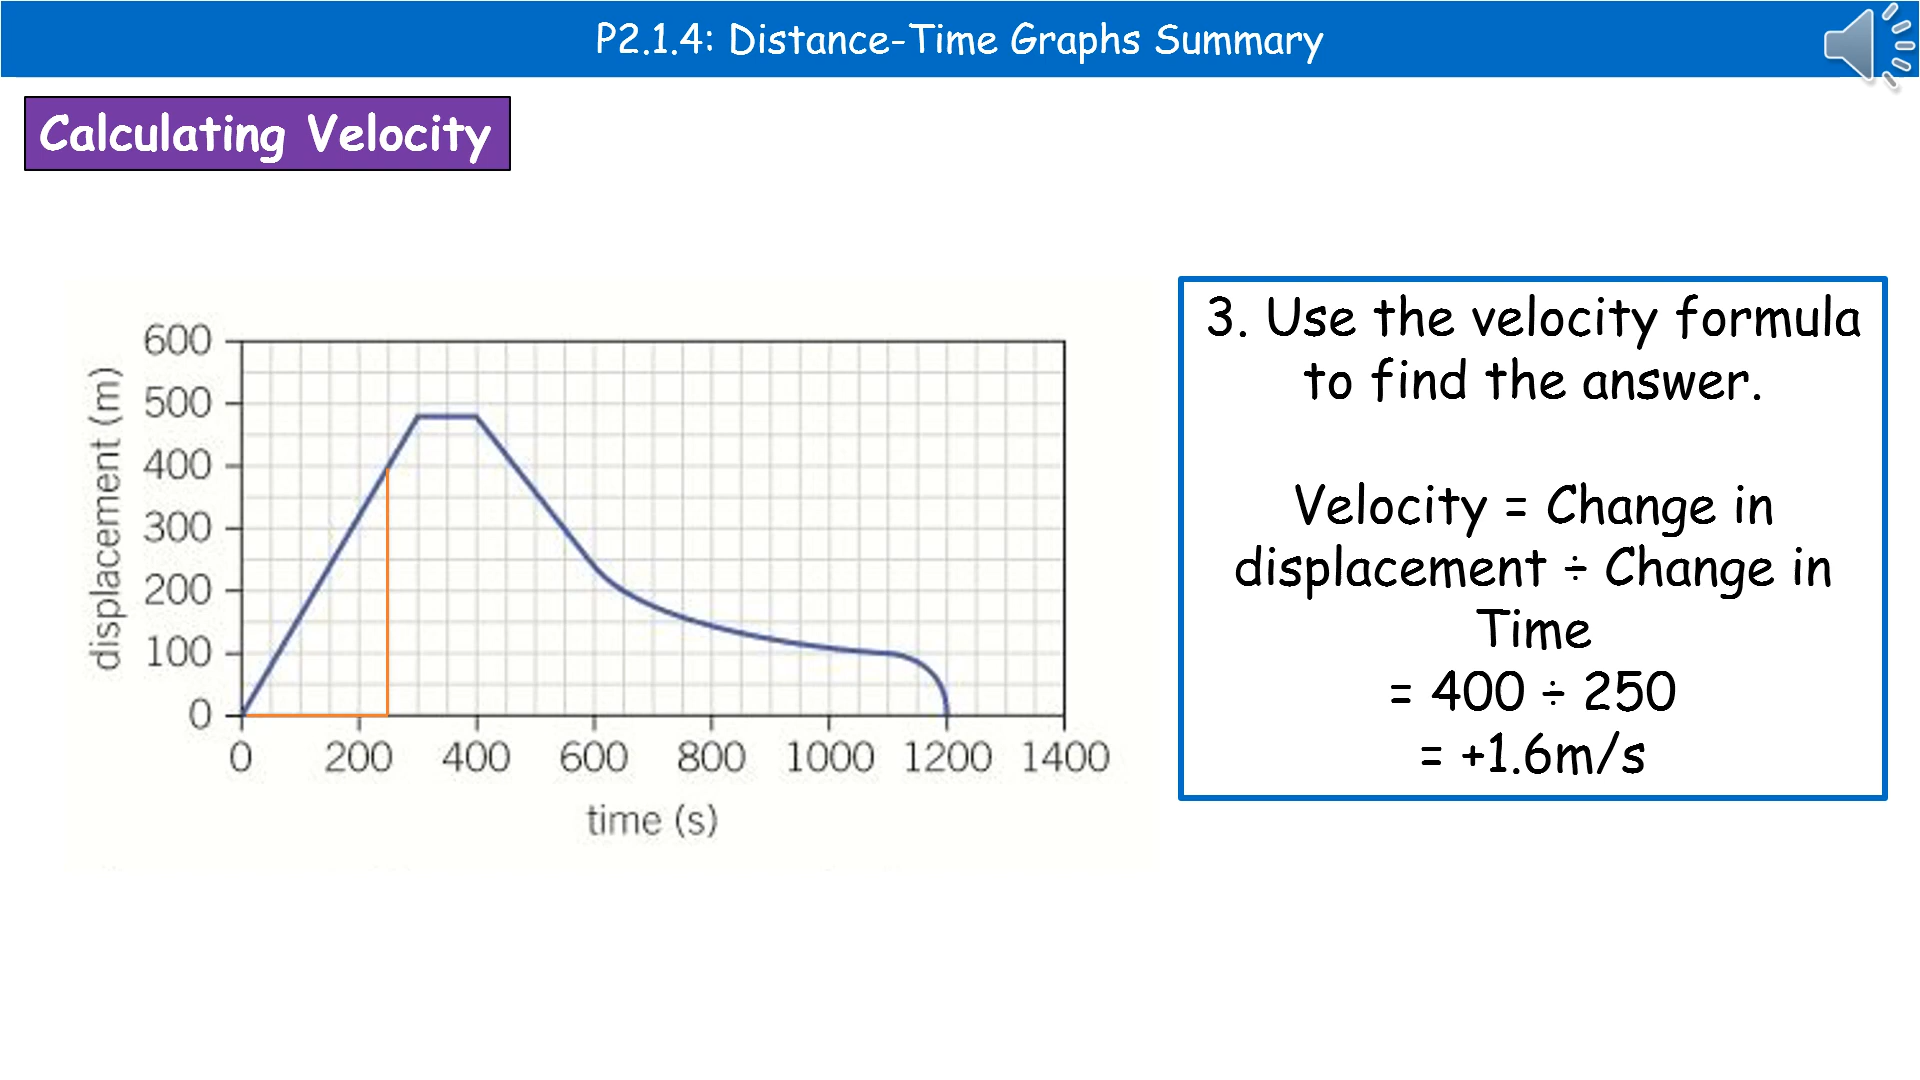 P2.1.4: Distance-Time Graphs Summary
Calculating Velocity
600
500
400
300
200
100
0
displacement (m)
0 200 400 600 800 1000 1200 1400
time (s)
3. Use the velocity formula
to find the answer.
Velocity = Change in
displacement ÷ Change in
Time
= 400 ÷ 250
= +1.6m/s